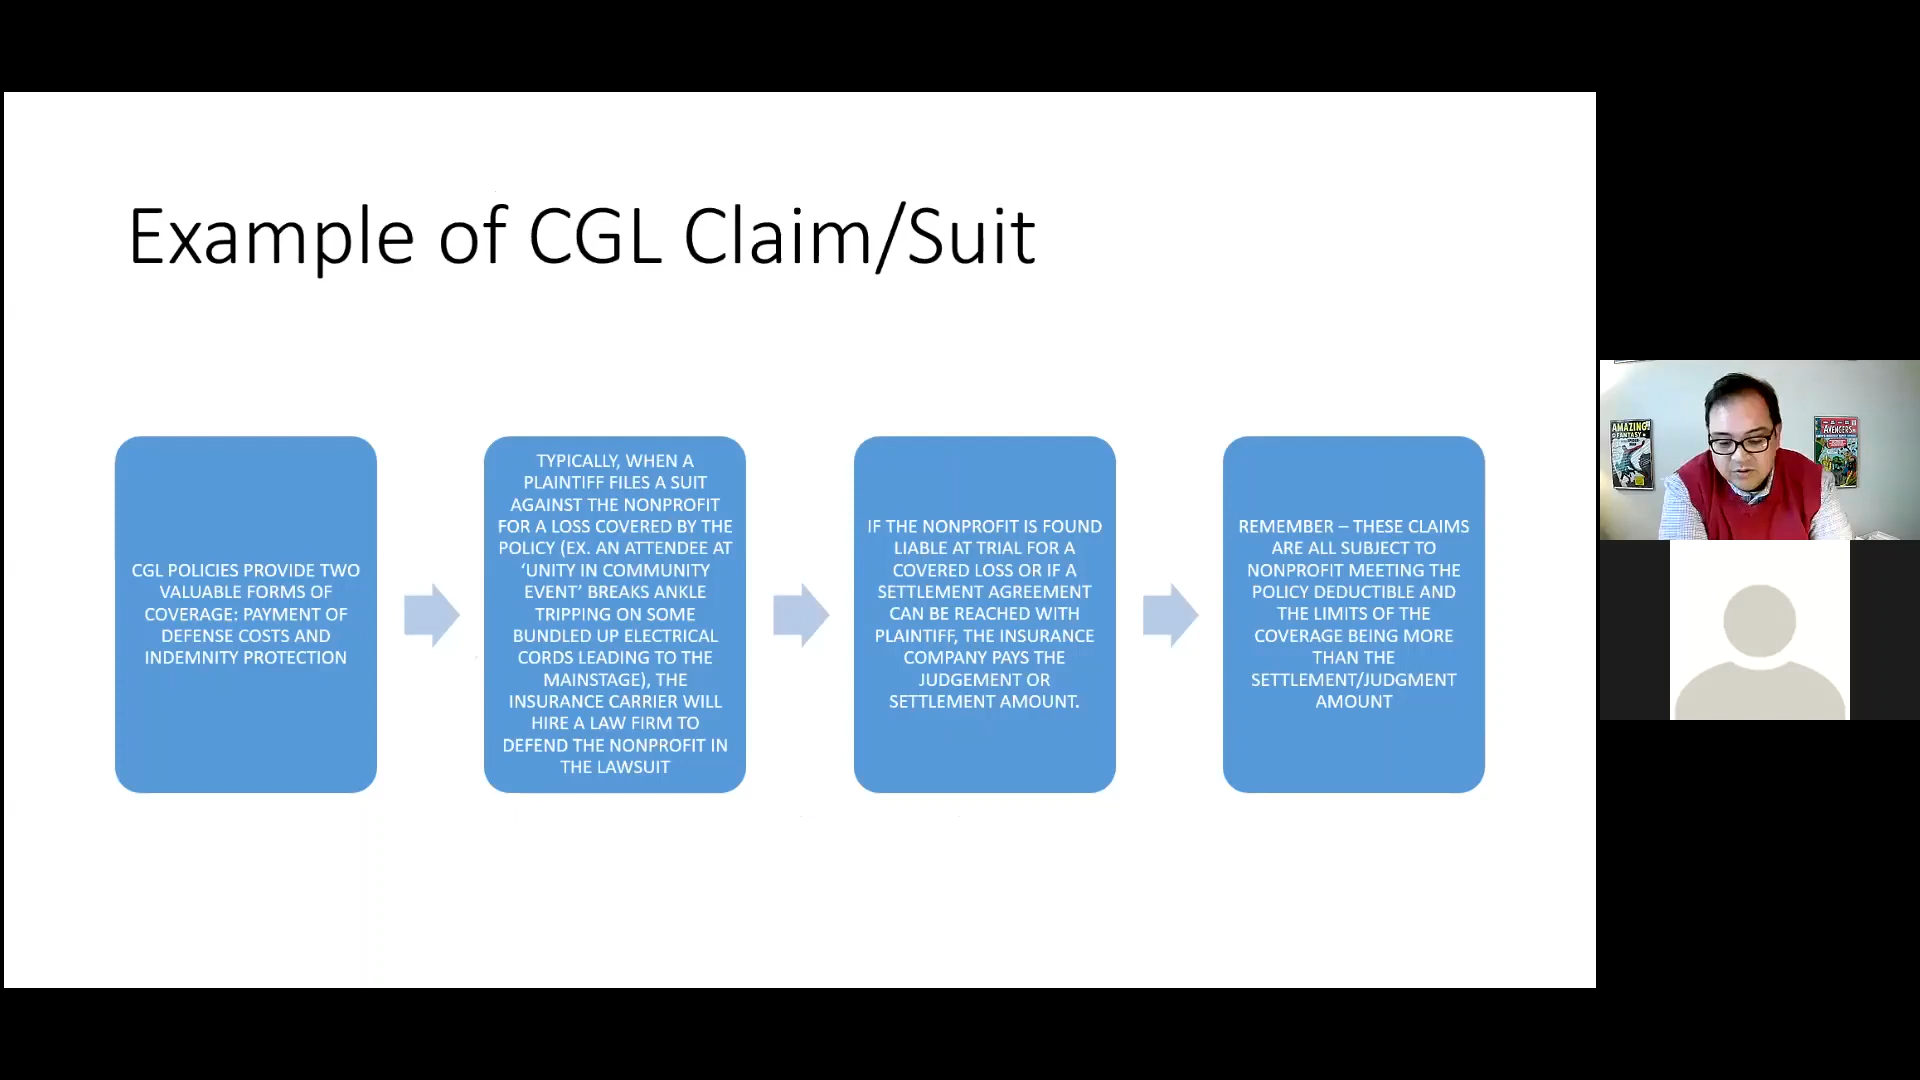 Example of CGL Claim/Suit
CGL POLICIES PROVIDE TWO
VALUABLE FORMS OF
COVERAGE: PAYMENT OF
DEFENSE COSTS AND
INDEMNITY PROTECTION
TYPICALLY, WHEN A
PLAINTIFF FILES A SUIT
AGAINST THE NONPROFIT
FOR A LOSS COVERED BY THE
POLICY (EX. AN ATTENDEE AT
‘UNITY IN COMMUNITY
EVENT’ BREAKS ANKLE
TRIPPING ON SOME
BUNDLED UP ELECTRICAL
CORDS LEADING TO THE
MAINSTAGE), THE
INSURANCE CARRIER WILL
HIRE A LAW FIRM TO
DEFEND THE NONPROFIT IN
THE LAWSUIT
IF THE NONPROFIT IS FOUND
LIABLE AT TRIAL FOR A
COVERED LOSS OR IF A
SETTLEMENT AGREEMENT
CAN BE REACHED WITH
PLAINTIFF, THE INSURANCE
COMPANY PAYS THE
JUDGEMENT OR
SETTLEMENT AMOUNT.
REMEMBER – THESE CLAIMS
ARE ALL SUBJECT TO
NONPROFIT MEETING THE
POLICY DEDUCTIBLE AND
THE LIMITS OF THE
COVERAGE BEING MORE
THAN THE
SETTLEMENT/JUDGMENT
AMOUNT
AMAZING
FANTASY
AVENGERS